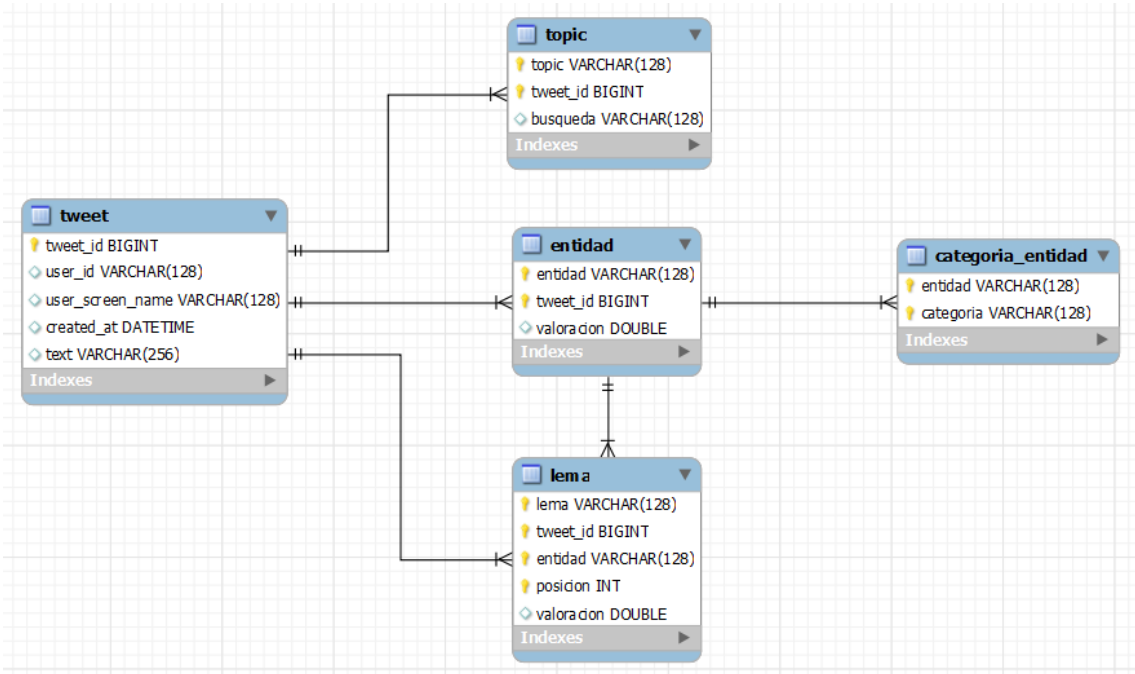 topic
topic VARCHAR(128)
tweet_id BIGINT
busqueda VARCHAR(128)
Indexes
tweet
tweet_id BIGINT
user_id VARCHAR(128)
user_screen_name VARCHAR(128)
created_at DATETIME
text VARCHAR(256)
Indexes
entidad
entidad VARCHAR(128)
tweet_id BIGINT
valoracion DOUBLE
Indexes
categoria_entidad
entidad VARCHAR(128)
categoria VARCHAR(128)
Indexes
lema
lema VARCHAR(128)
tweet_id BIGINT
entidad VARCHAR(128)
posicion INT
valoracion DOUBLE
Indexes